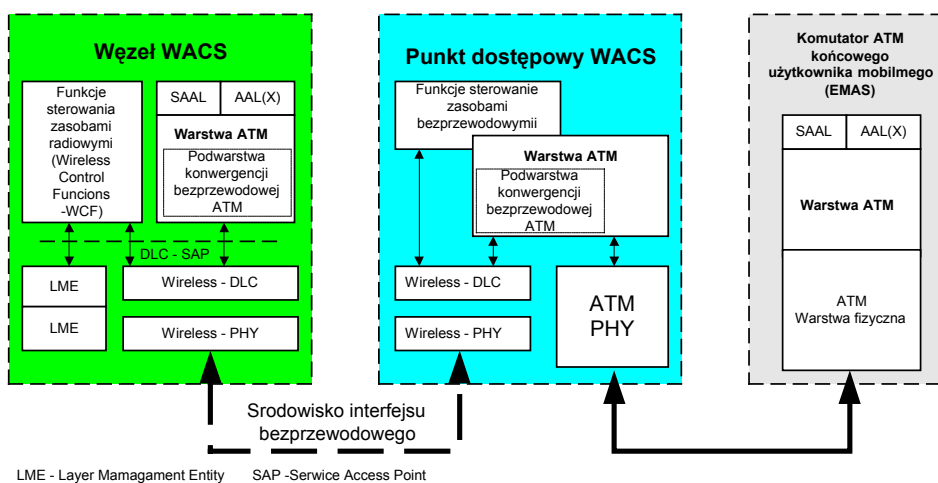 Węzeł WACS
Funkcje
sterowania
zasobami
radiowymi
(Wireless
Control
Funcions
-WCF)
SAAL
AAL(X)
Warstwa ATM
Podwarstwa
konwergencji
bezprzewodowej
ATM
DLC - SAP
LME
LME
Wireless - DLC
Wireless - PHY
Punkt dostępowy WACS
Funkcje sterowanie
zasobami
bezprzewodowymii
Warstwa ATM
Podwarstwa
konwergencji
bezprzewodowej
ATM
Wireless - DLC
Wireless - PHY
ATM
PHY
Komutator ATM
końcowego
użytkownika mobilmego
(EMAS)
SAAL
AAL(X)
Warstwa ATM
ATM
Warstwa fizyczna
Srodowisko interfejsu
bezprzewodowego
LME - Layer Mamagament Entity SAP -Serwice Access Point